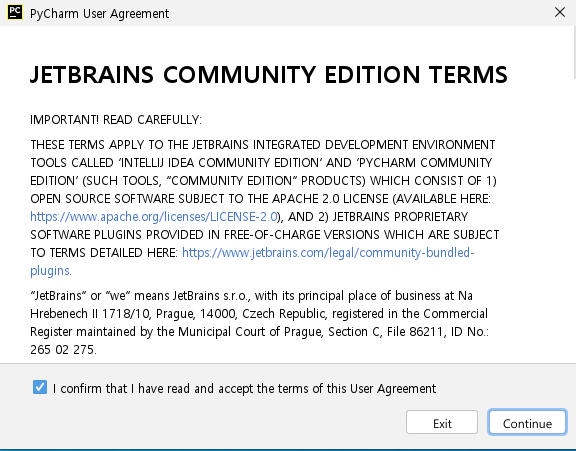 PC PyCharm User Agreement
JETBRAINS COMMUNITY EDITION TERMS
IMPORTANT! READ CAREFULLY:
THESE TERMS APPLY TO THE JETBRAINS INTEGRATED DEVELOPMENT ENVIRONMENT
TOOLS CALLED ‘INTELLIJ IDEA COMMUNITY EDITION’ AND ‘PYCHARM COMMUNITY
EDITION’ (SUCH TOOLS, “COMMUNITY EDITION” PRODUCTS) WHICH CONSIST OF 1)
OPEN SOURCE SOFTWARE SUBJECT TO THE APACHE 2.0 LICENSE (AVAILABLE HERE:
https://www.apache.org/licenses/LICENSE-2.0), AND 2) JETBRAINS PROPRIETARY
SOFTWARE PLUGINS PROVIDED IN FREE-OF-CHARGE VERSIONS WHICH ARE SUBJECT
TO TERMS DETAILED HERE: https://www.jetbrains.com/legal/community-bundled-
plugins.
“JetBrains” or “we” means JetBrains s.r.o., with its principal place of business at Na
Hrebenech II 1718/10, Prague, 14000, Czech Republic, registered in the Commercial
Register maintained by the Municipal Court of Prague, Section C, File 86211, ID No.:
265 02 275.
I confirm that I have read and accept the terms of this User Agreement
Exit Continue